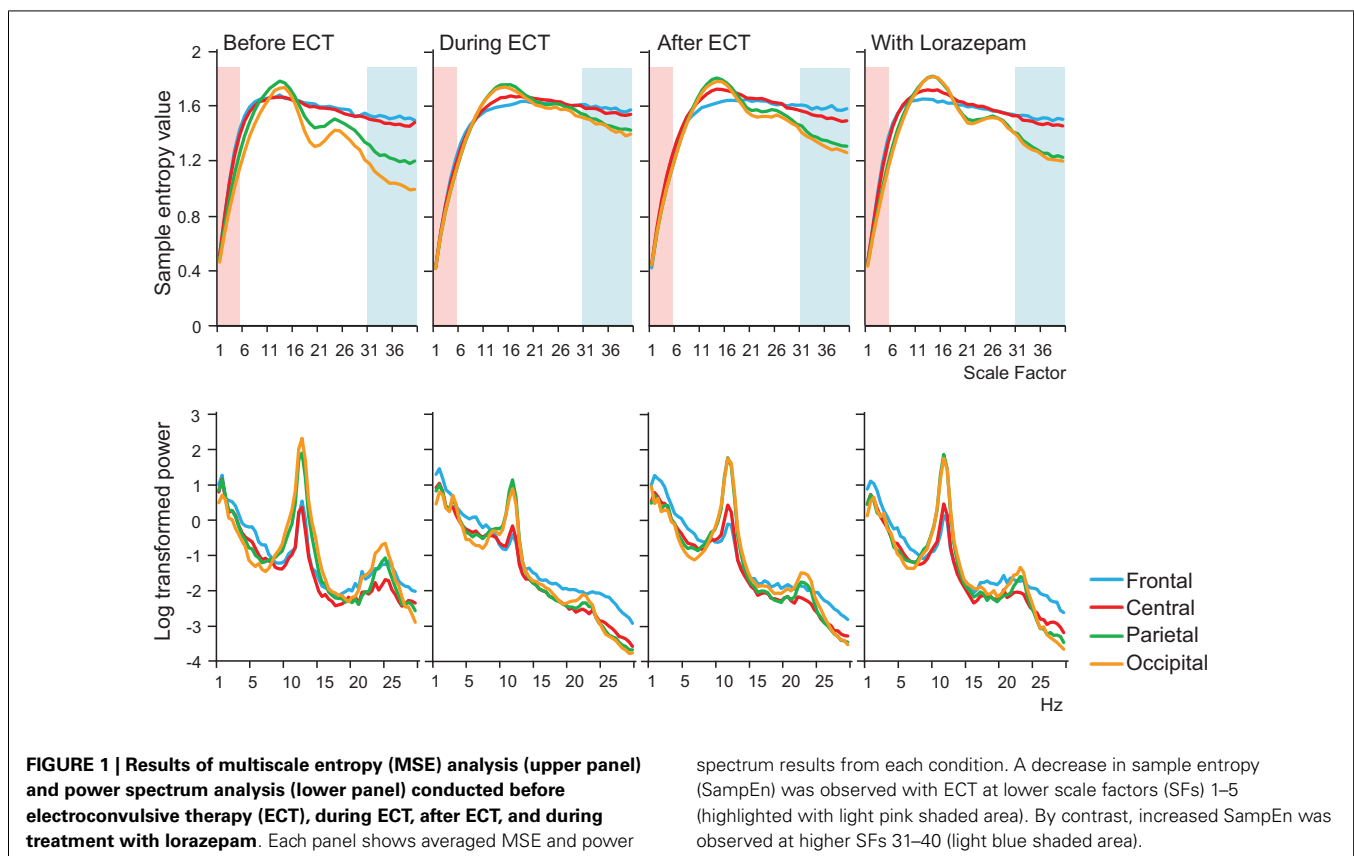 Before ECT
During ECT
After ECT
With Lorazepam
Sample entropy value
2
1.6
1.2
0.8
0.4
0
1 6 11 16 21 26 31 36
1 6 11 16 21 26 31 36
1 6 11 16 21 26 31 36
1 6 11 16 21 26 31 36
Scale Factor
Log transformed power
3
2
1
0
-1
-2
-3
-4
1 5 10 15 20 25
1 5 10 15 20 25
1 5 10 15 20 25
1 5 10 15 20 25
Hz
Frontal
Central
Parietal
Occipital
FIGURE 1 | Results of multiscale entropy (MSE) analysis (upper panel)
and power spectrum analysis (lower panel) conducted before
electroconvulsive therapy (ECT), during ECT, after ECT, and during
treatment with lorazepam. Each panel shows averaged MSE and power
spectrum results from each condition. A decrease in sample entropy
(SampEn) was observed with ECT at lower scale factors (SFs) 1–5
(highlighted with light pink shaded area). By contrast, increased SampEn was
observed at higher SFs 31–40 (light blue shaded area).